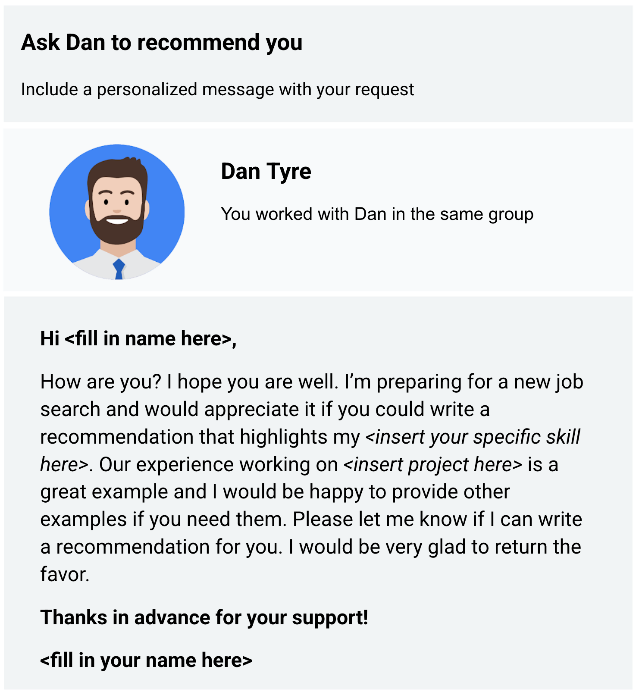 Ask Dan to recommend you
Include a personalized message with your request
Dan Tyre
You worked with Dan in the same group
Hi <fill in name here>,
How are you? I hope you are well. I’m preparing for a new job
search and would appreciate it if you could write a
recommendation that highlights my <insert your specific skill
here>. Our experience working on <insert project here> is a
great example and I would be happy to provide other
examples if you need them. Please let me know if I can write
a recommendation for you. I would be very glad to return the
favor.
Thanks in advance for your support!
<fill in your name here>